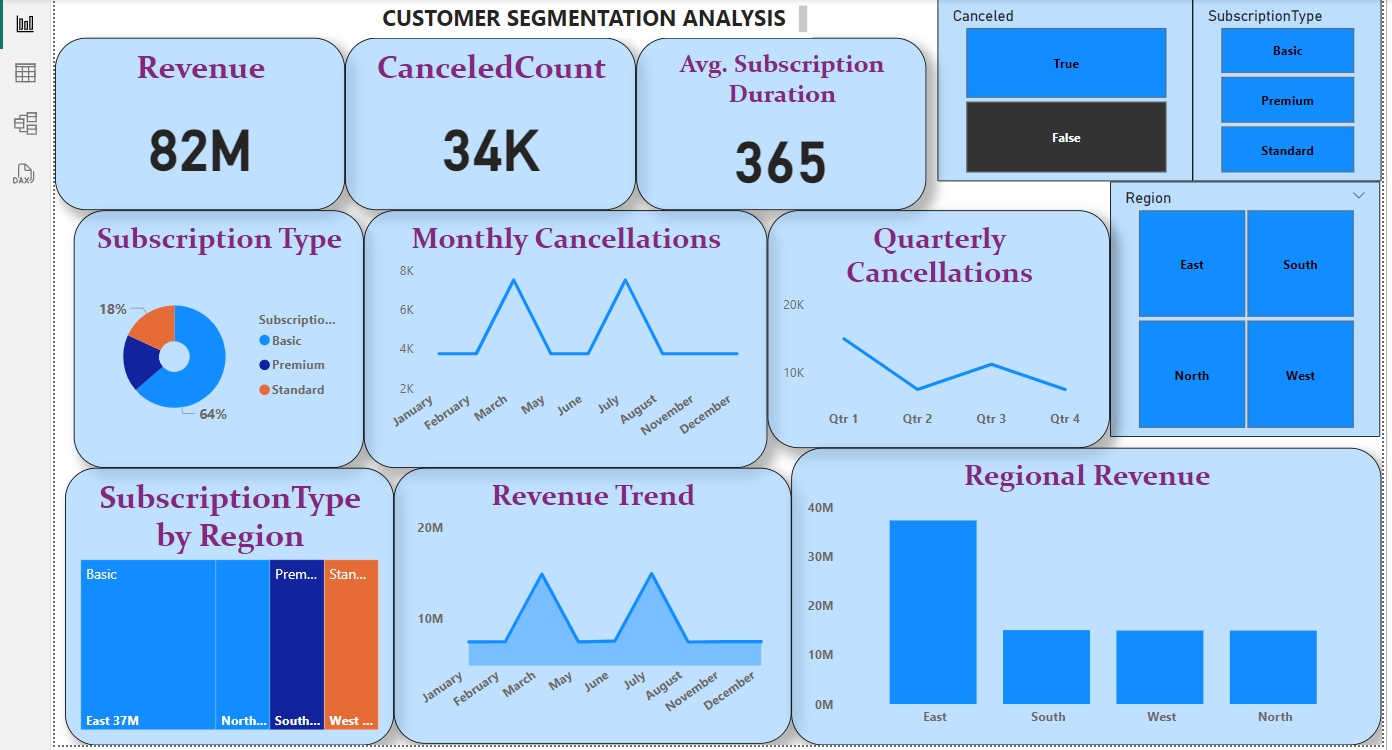 CUSTOMER SEGMENTATION ANALYSIS
Canceled
True
False
SubscriptionType
Basic
Premium
Standard
Revenue
82M
CanceledCount
34K
Avg. Subscription
Duration
365
Region
East
South
North
West
Subscription Type
18%
64%
Subscriptio...
Basic
Premium
Standard
Monthly Cancellations
8K
6K
4K
2K
January
February
March
May
June
July
August
November
December
Quarterly
Cancellations
20K
10K
Qtr 1
Qtr 2
Qtr 3
Qtr 4
SubscriptionType
by Region
Basic
Prem...
Stan...
East 37M
North...
South...
West ...
Revenue Trend
20M
10M
January
February
March
May
June
July
August
November
December
Regional Revenue
40M
30M
20M
10M
0M
East
South
West
North
DAX